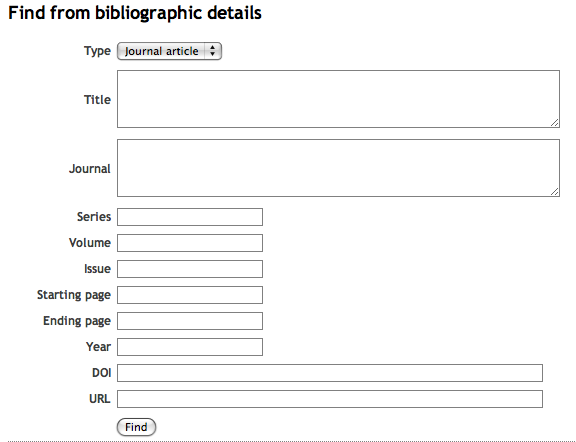 Find from bibliographic details
Type Journal article
Title
Journal
Series
Volume
Issue
Starting page
Ending page
Year
DOI
URL
Find